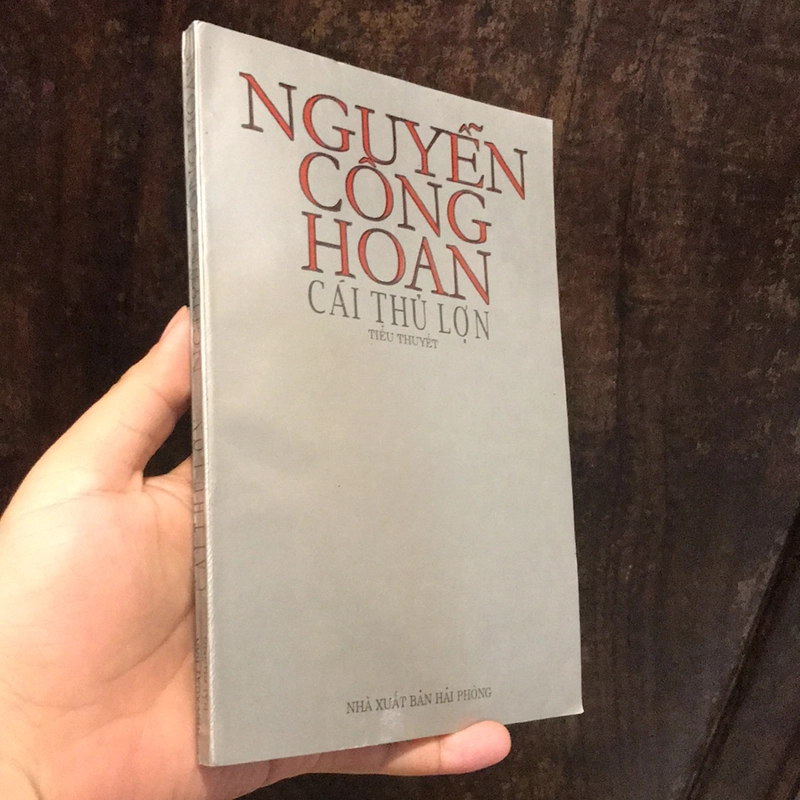 NGUYỄN
CÔNG
HOAN
CÁI THỦ LỢN
TIỂU THUYẾT
NHÀ XUẤT BẢN HẢI PHÒNG